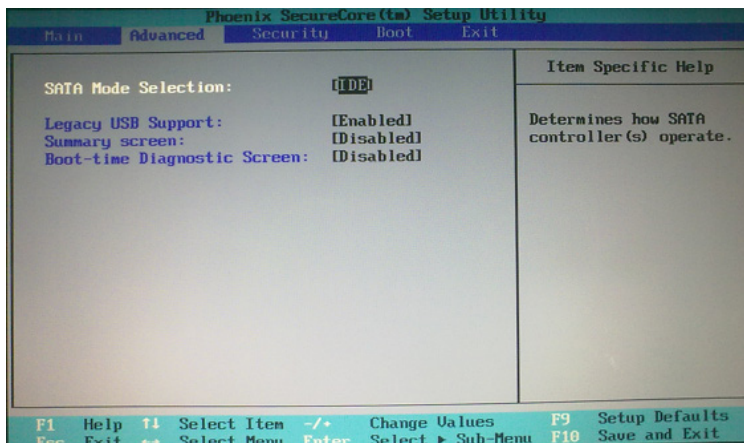 Phoenix SecureCore(tm) Setup Utility
Main Advanced Security Boot Exit
Item Specific Help
SATA Mode Selection: [IDE]
Determines how SATA
controller(s) operate.
Legacy USB Support: [Enabled]
Summary screen: [Disabled]
Boot-time Diagnostic Screen: [Disabled]
F1 Help ↑↓ Select Item -/+ Change Values F9 Setup Defaults
Esc Exit ↔ Select Menu Enter Select ▶ Sub-Menu F10 Save and Exit